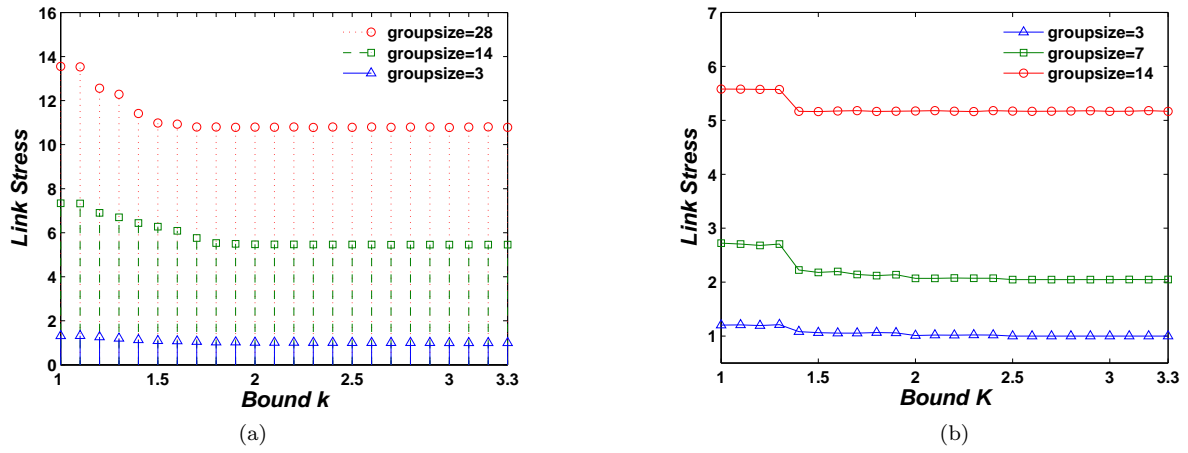 16
14
12
10
8
6
4
2
0
Link Stress
groupsize=28
groupsize=14
groupsize=3
1 1.5 2 2.5 3 3.3
Bound k
(a)
7
6
5
4
3
2
1
Link Stress
groupsize=3
groupsize=7
groupsize=14
1 1.5 2 2.5 3 3.3
Bound K
(b)